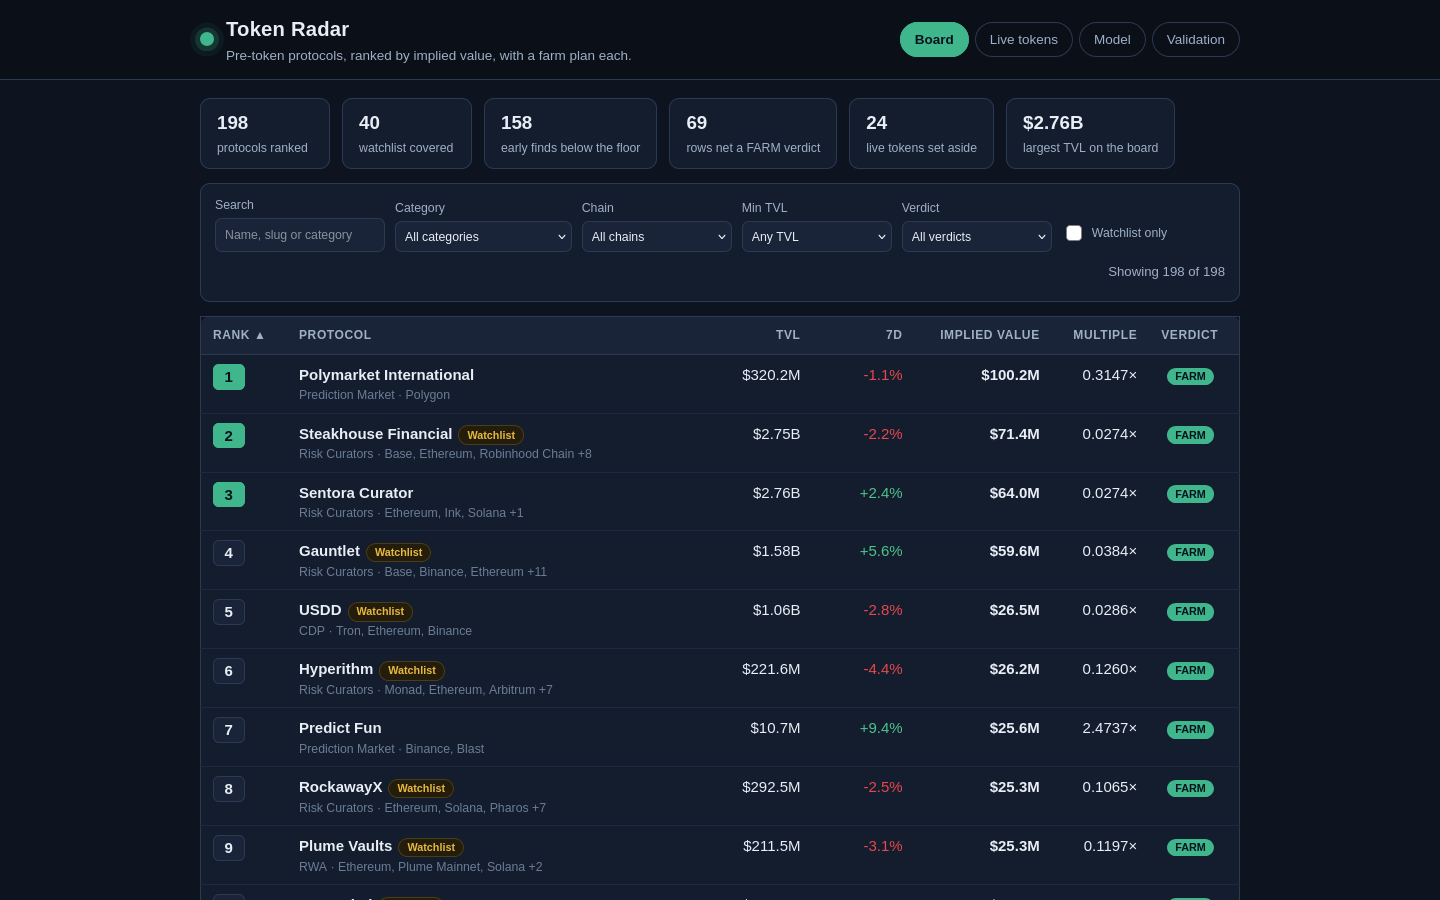 Token Radar
Pre-token protocols, ranked by implied value, with a farm plan each.
Board
Live tokens
Model
Validation
198
protocols ranked
40
watchlist covered
158
early finds below the floor
69
rows net a FARM verdict
24
live tokens set aside
$2.76B
largest TVL on the board
Search
Name, slug or category
Category
All categories
Chain
All chains
Min TVL
Any TVL
Verdict
All verdicts
Watchlist only
Showing 198 of 198
RANK ▲ PROTOCOL TVL 7D IMPLIED VALUE MULTIPLE VERDICT
1 Polymarket International $320.2M -1.1% $100.2M 0.3147× FARM
Prediction Market · Polygon
2 Steakhouse Financial Watchlist $2.75B -2.2% $71.4M 0.0274× FARM
Risk Curators · Base, Ethereum, Robinhood Chain +8
3 Sentora Curator $2.76B +2.4% $64.0M 0.0274× FARM
Risk Curators · Ethereum, Ink, Solana +1
4 Gauntlet Watchlist $1.58B +5.6% $59.6M 0.0384× FARM
Risk Curators · Base, Binance, Ethereum +11
5 USDD Watchlist $1.06B -2.8% $26.5M 0.0286× FARM
CDP · Tron, Ethereum, Binance
6 Hyperithm Watchlist $221.6M -4.4% $26.2M 0.1260× FARM
Risk Curators · Monad, Ethereum, Arbitrum +7
7 Predict Fun $10.7M +9.4% $25.6M 2.4737× FARM
Prediction Market · Binance, Blast
8 RockawayX Watchlist $292.5M -2.5% $25.3M 0.1065× FARM
Risk Curators · Ethereum, Solana, Pharos +7
9 Plume Vaults Watchlist $211.5M -3.1% $25.3M 0.1197× FARM
RWA · Ethereum, Plume Mainnet, Solana +2